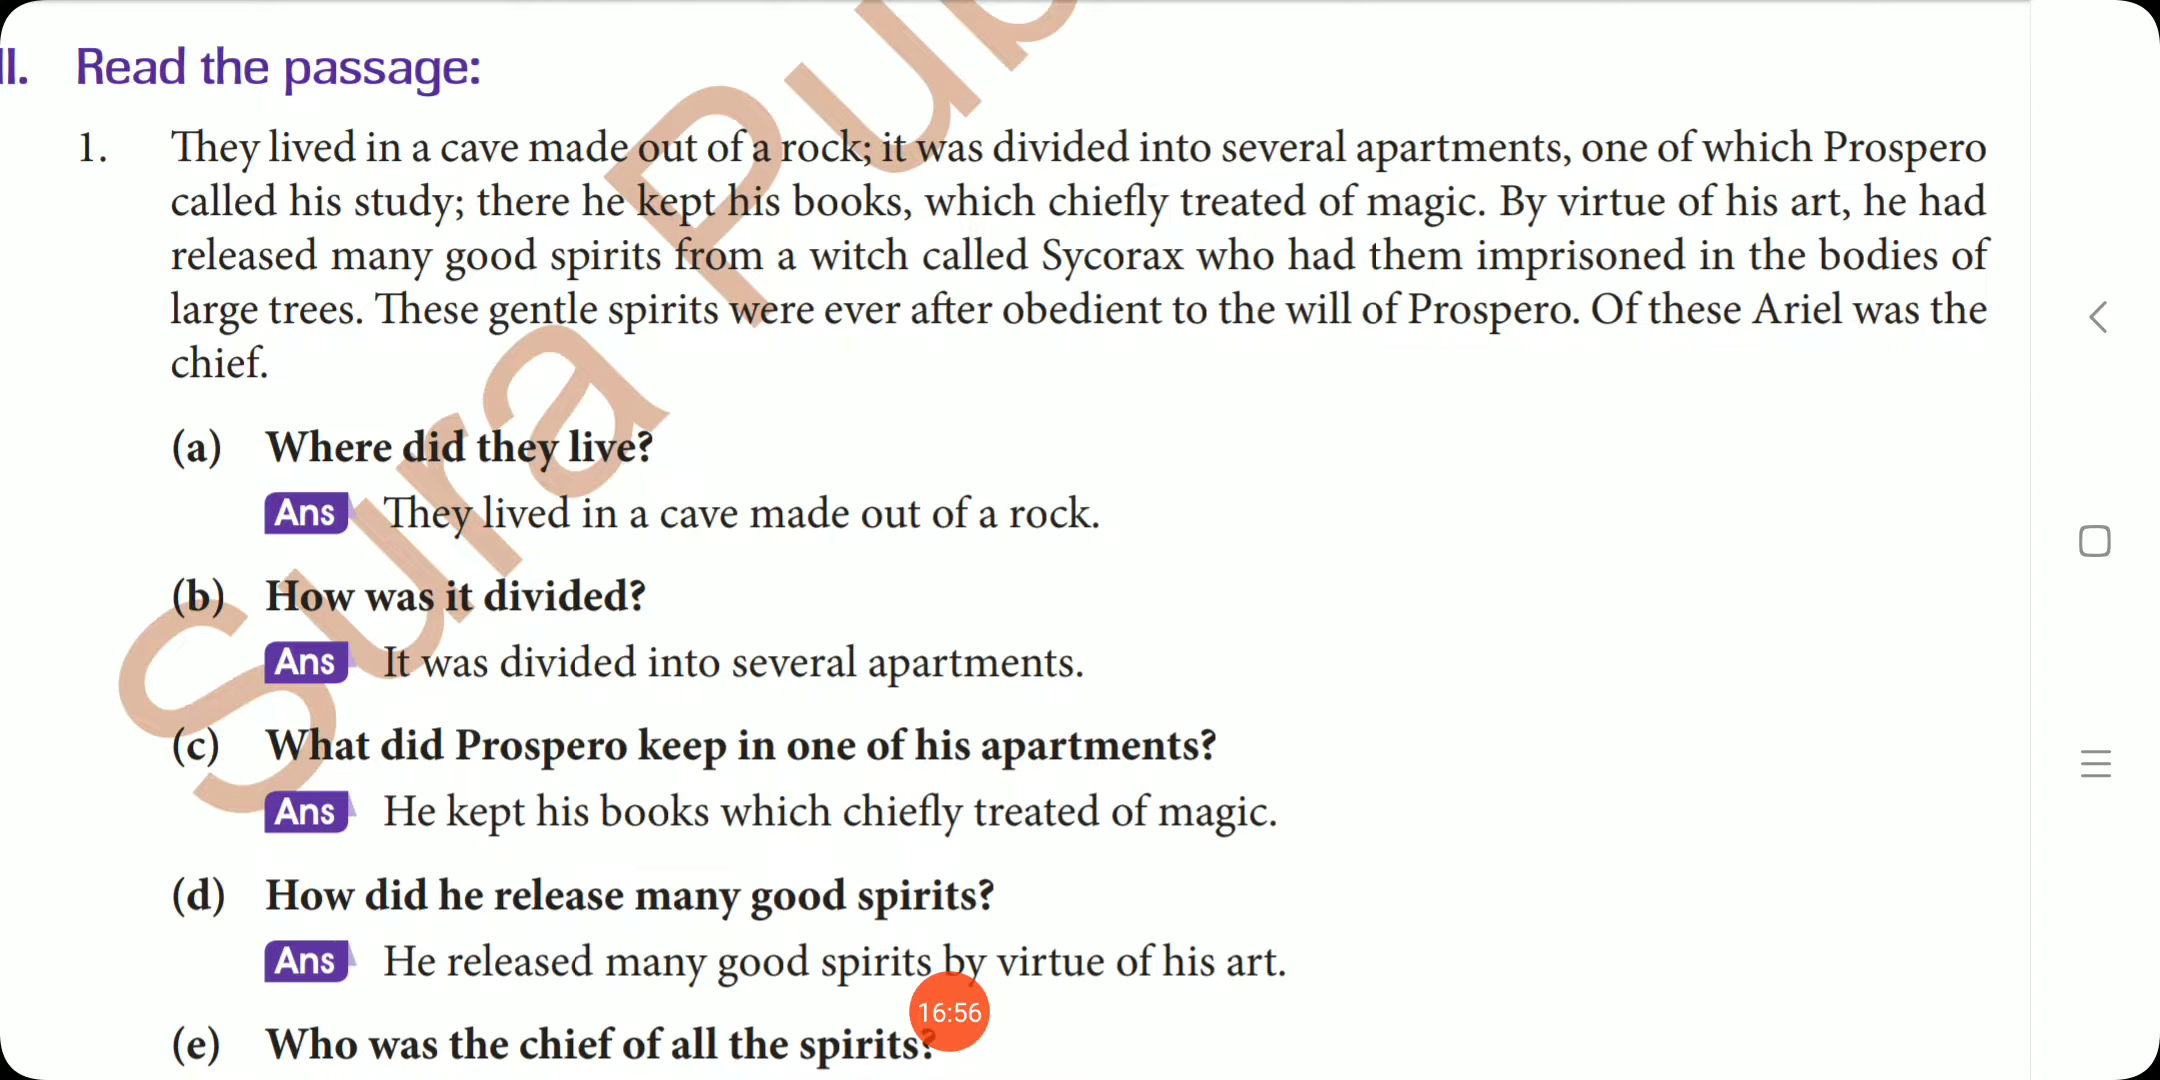 II. Read the passage:
1. They lived in a cave made out of a rock; it was divided into several apartments, one of which Prospero
called his study; there he kept his books, which chiefly treated of magic. By virtue of his art, he had
released many good spirits from a witch called Sycorax who had them imprisoned in the bodies of
large trees. These gentle spirits were ever after obedient to the will of Prospero. Of these Ariel was the
chief.
(a) Where did they live?
Ans They lived in a cave made out of a rock.
(b) How was it divided?
Ans It was divided into several apartments.
(c) What did Prospero keep in one of his apartments?
Ans He kept his books which chiefly treated of magic.
(d) How did he release many good spirits?
Ans He released many good spirits by virtue of his art.
16:56
(e) Who was the chief of all the spirits?
Sura Pub